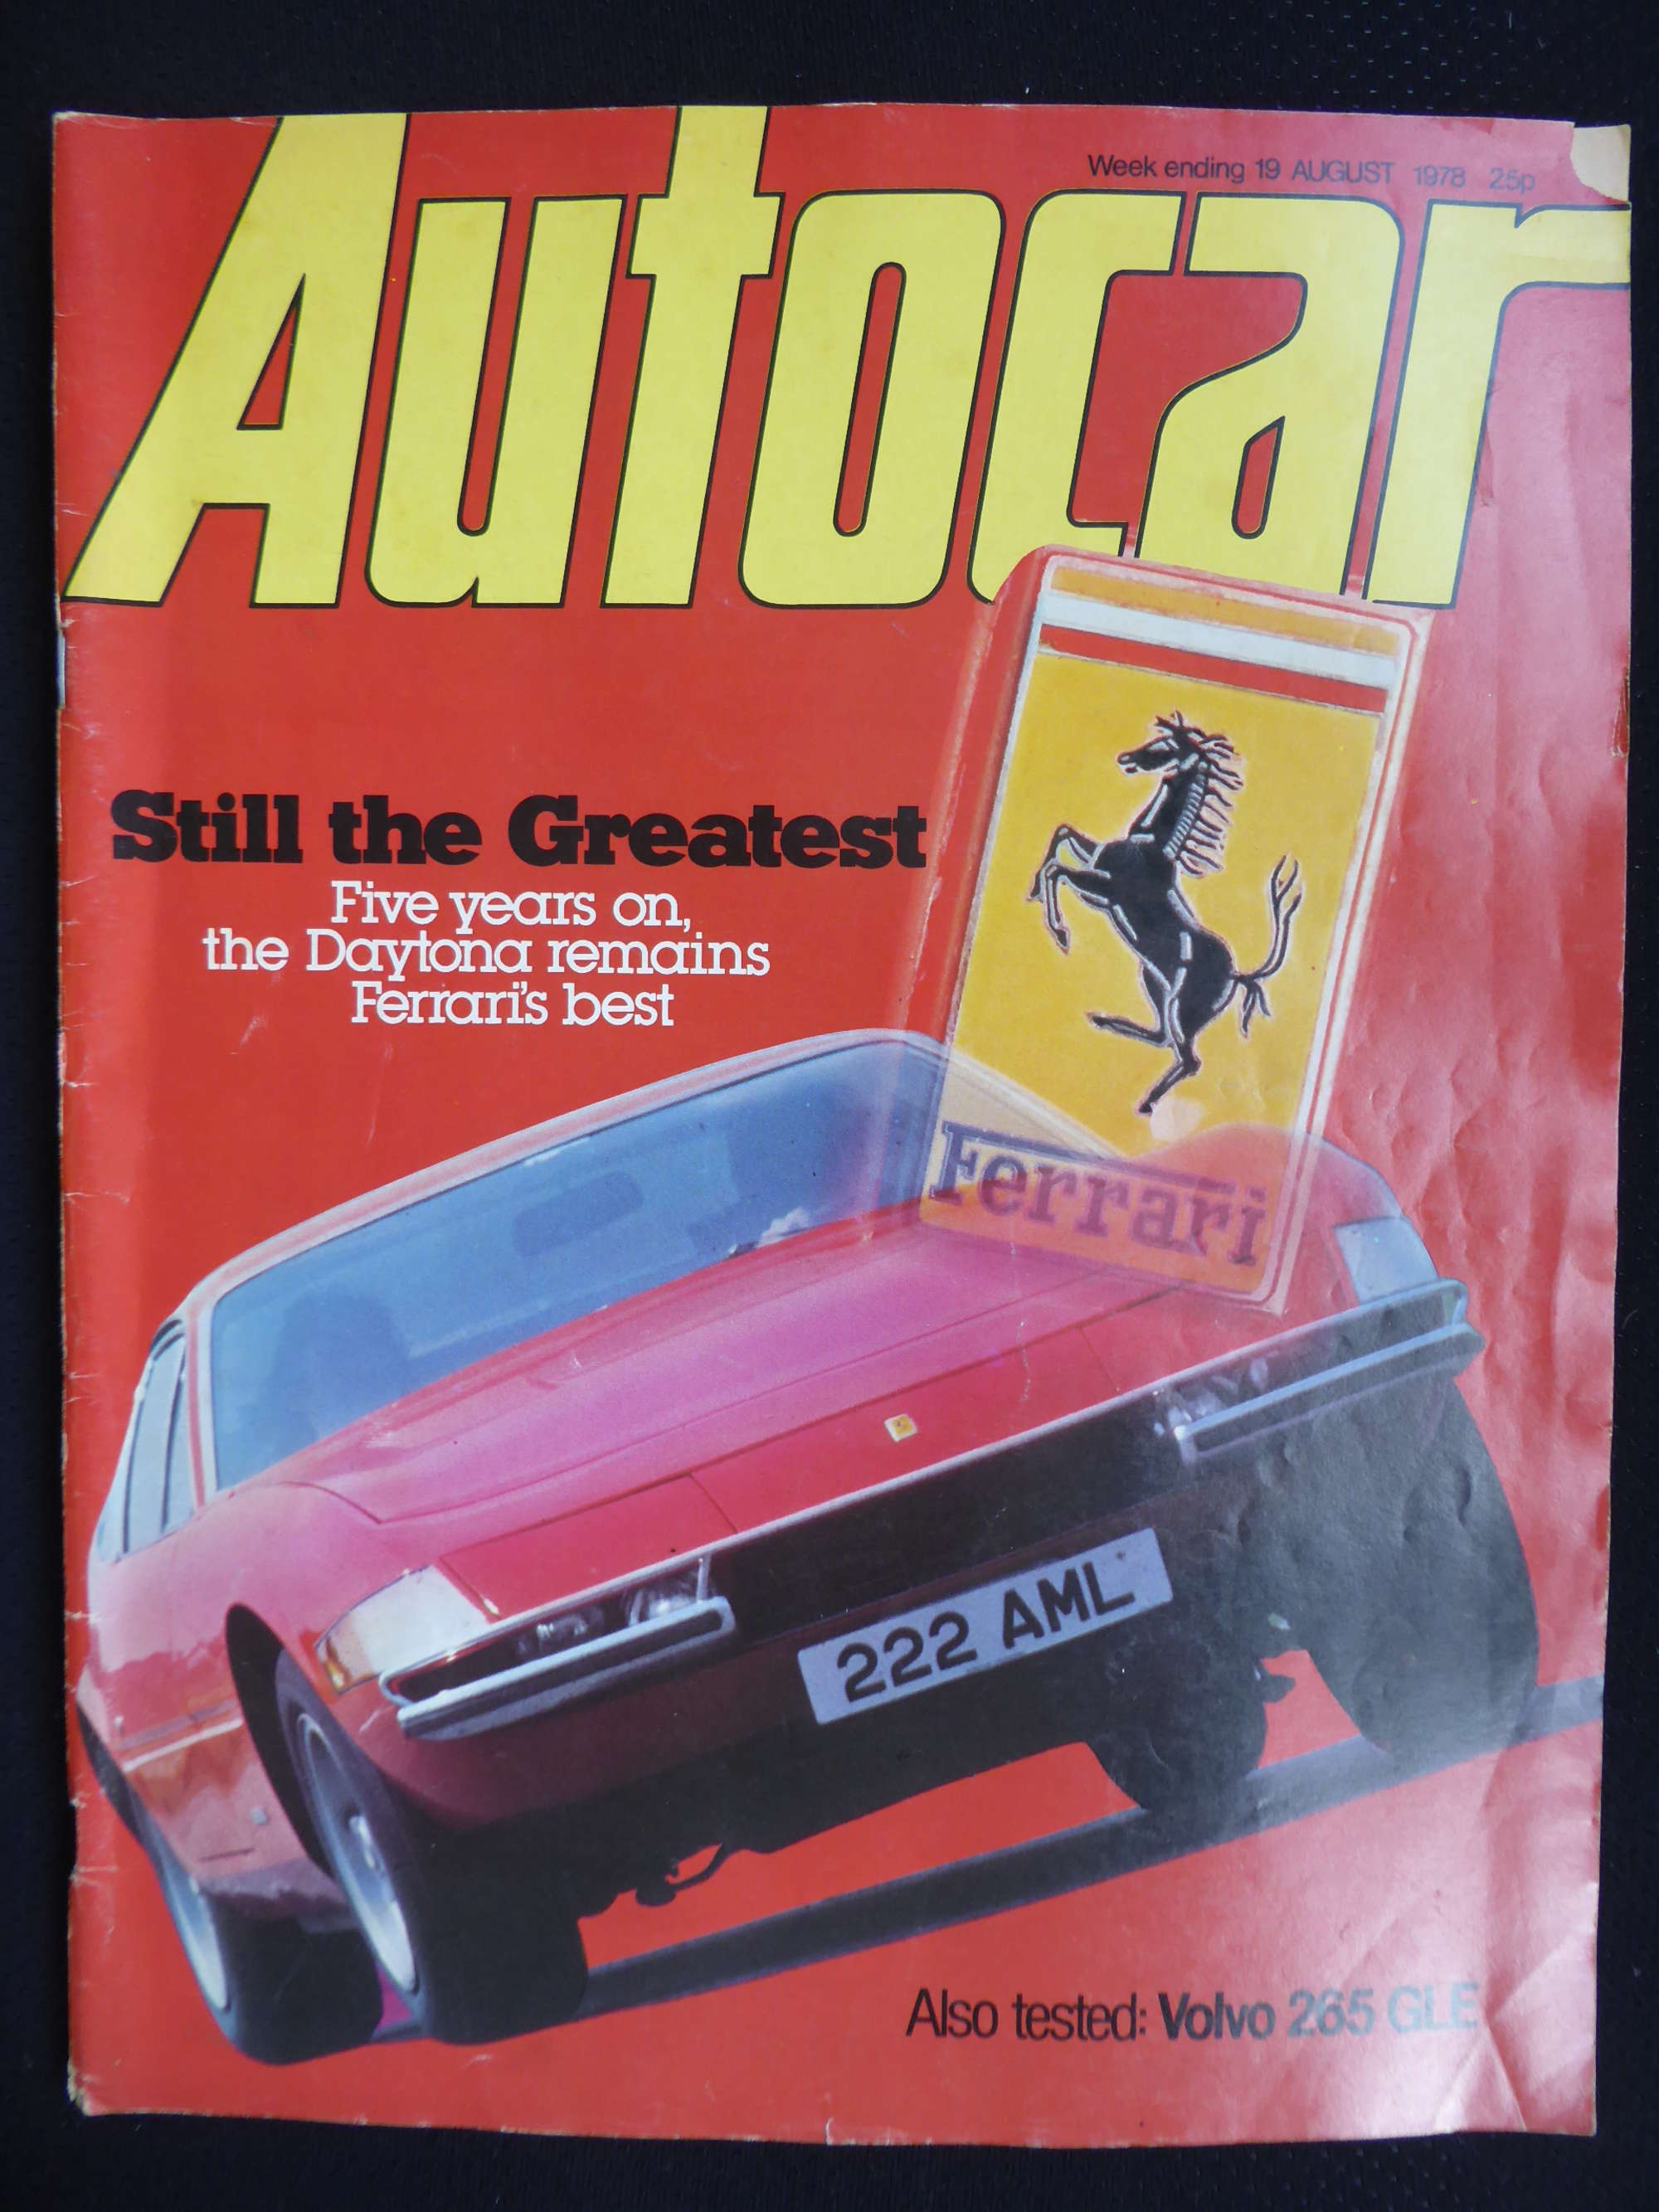 Week ending 19 AUGUST 1978 25p
Autocar
Still the Greatest
Five years on,
the Daytona remains
Ferrari's best
Ferrari
222 AML
Also tested: Volvo 265 GLE